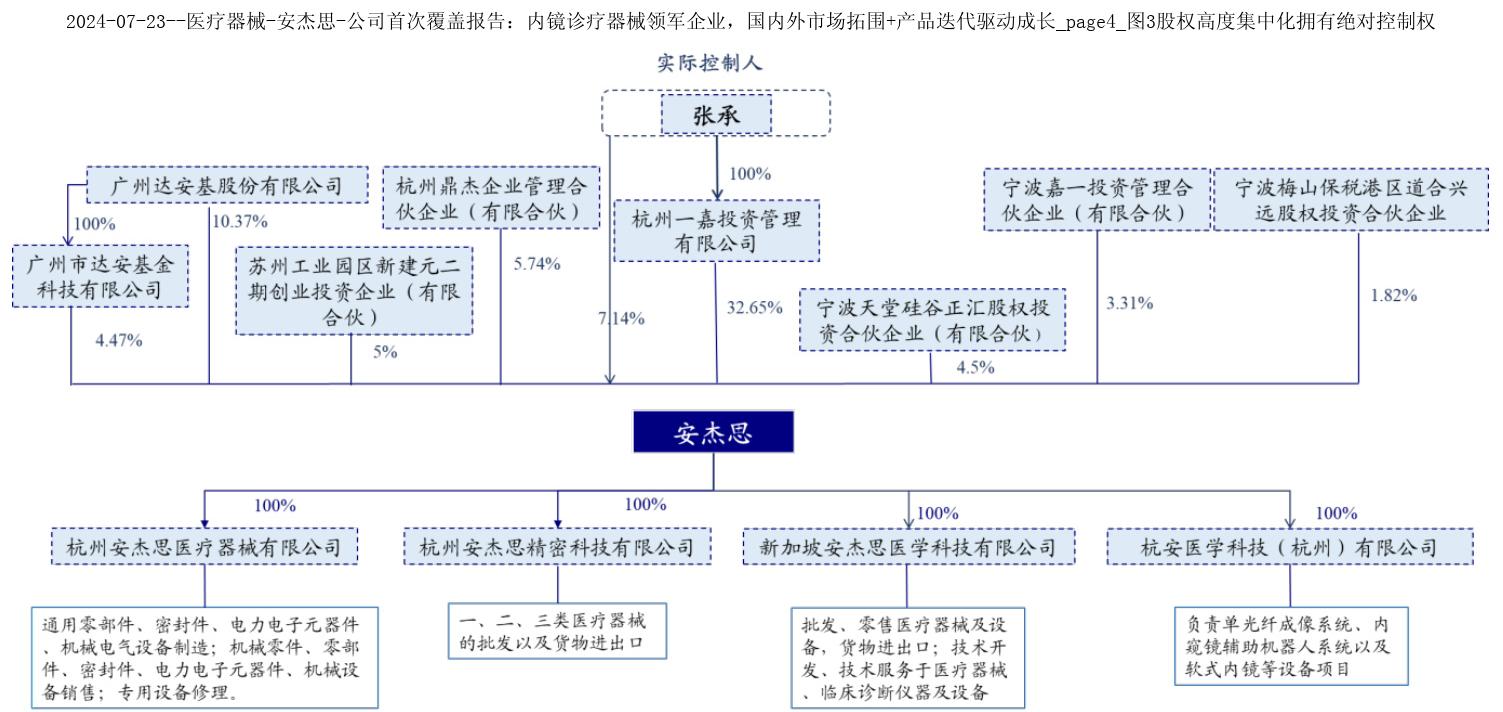 2024-07-23--医疗器械-安杰思-公司首次覆盖报告：内镜诊疗器械领军企业，国内外市场拓围+产品迭代驱动成长_page4_图3股权高度集中化拥有绝对控制权
实际控制人
张承
100%
广州达安基股份有限公司
100%
10.37%
广州市达安基金
科技有限公司
4.47%
苏州工业园区新建元二
期创业投资企业（有限
合伙）
5%
杭州鼎杰企业管理合
伙企业（有限合伙）
5.74%
7.14%
杭州一嘉投资管理
有限公司
32.65%
宁波天堂硅谷正汇股权投
资合伙企业（有限合伙）
4.5%
宁波嘉一投资管理合
伙企业（有限合伙）
3.31%
宁波梅山保税港区道合兴
远股权投资合伙企业
1.82%
安杰思
100%
100%
100%
100%
杭州安杰思医疗器械有限公司
杭州安杰思精密科技有限公司
新加坡安杰思医学科技有限公司
杭安医学科技（杭州）有限公司
通用零部件、密封件、电力电子元器件
、机械电气设备制造；机械零件、零部
件、密封件、电力电子元器件、机械设
备销售；专用设备修理。
一、二、三类医疗器械
的批发以及货物进出口
批发、零售医疗器械及设
备，货物进出口；技术开
发、技术服务于医疗器械
、临床诊断仪器及设备
负责单光纤成像系统、内
窥镜辅助机器人系统以及
软式内镜等设备项目